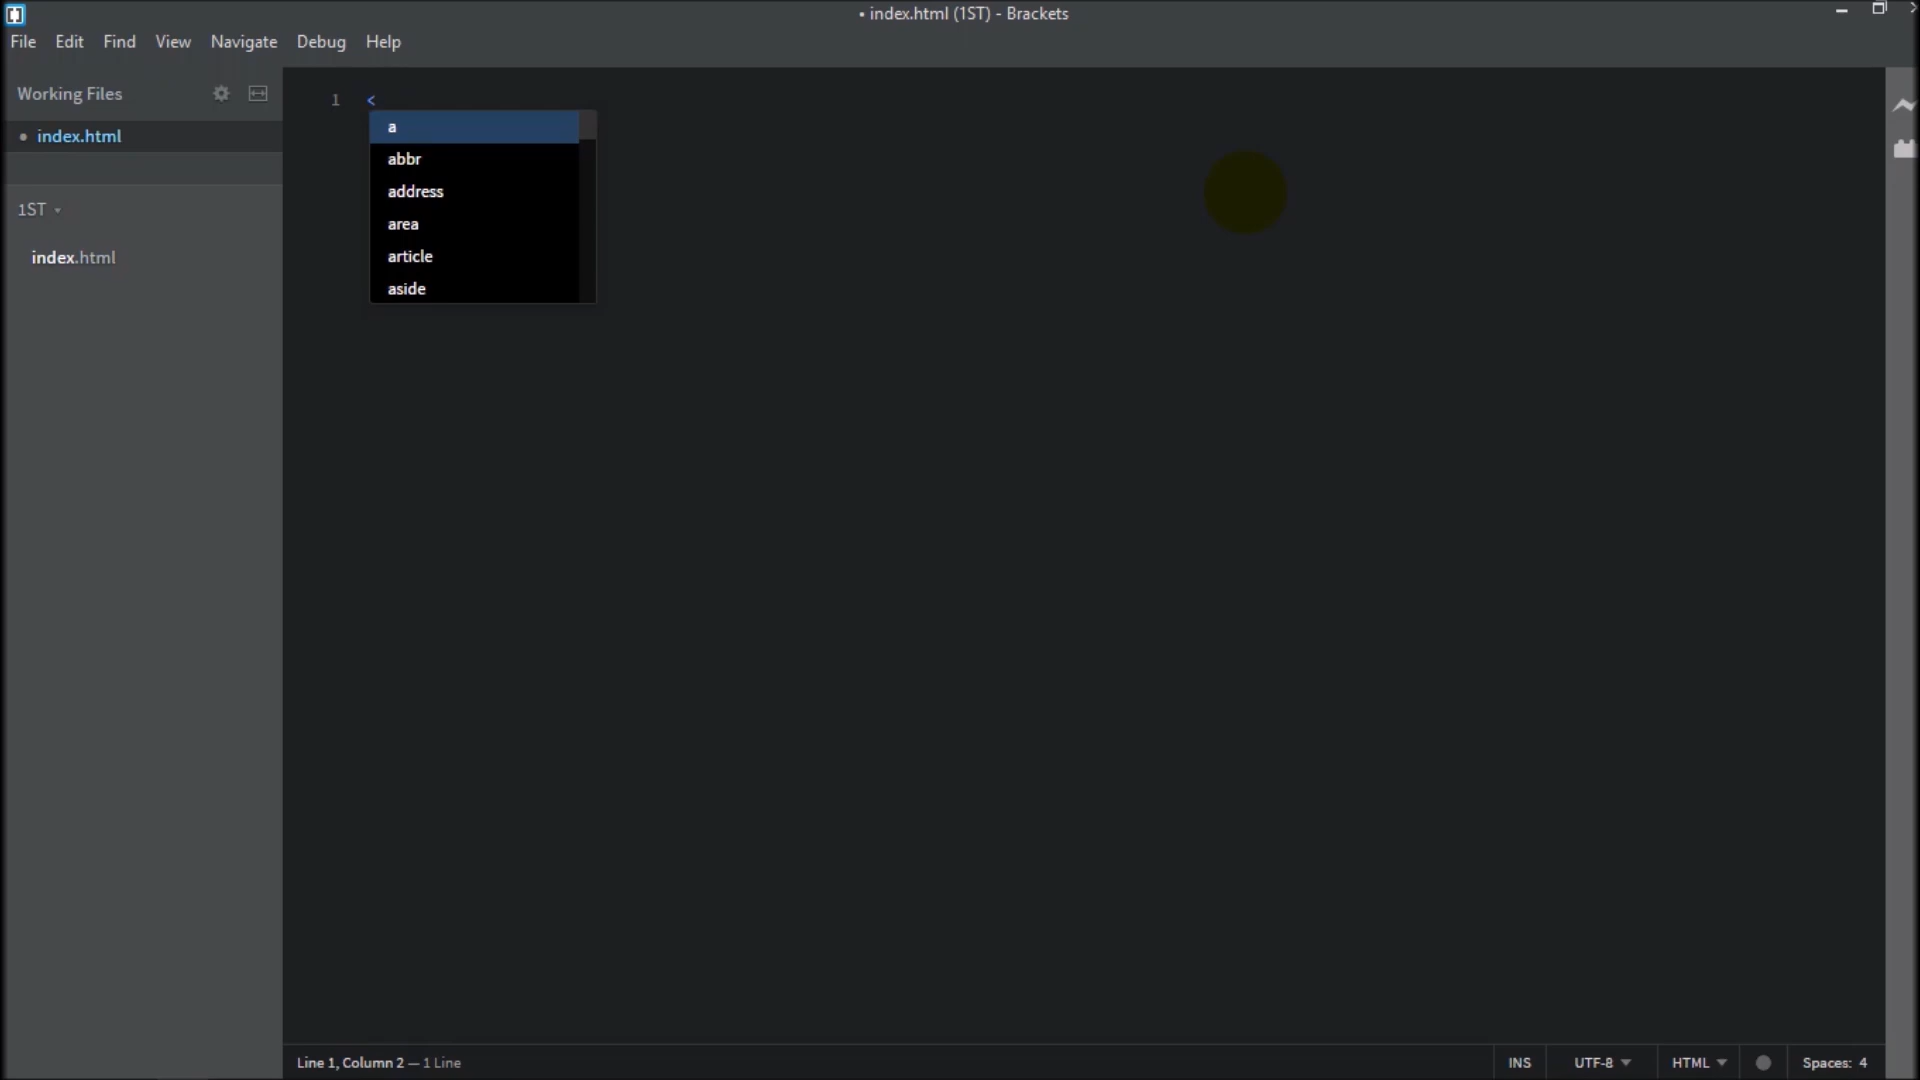 • index.html (1ST) - Brackets
File Edit Find View Navigate Debug Help
Working Files
index.html
1ST
index.html
1 <
a
abbr
address
area
article
aside
Line 1, Column 2 — 1 Line
INS UTF-8 HTML Spaces: 4